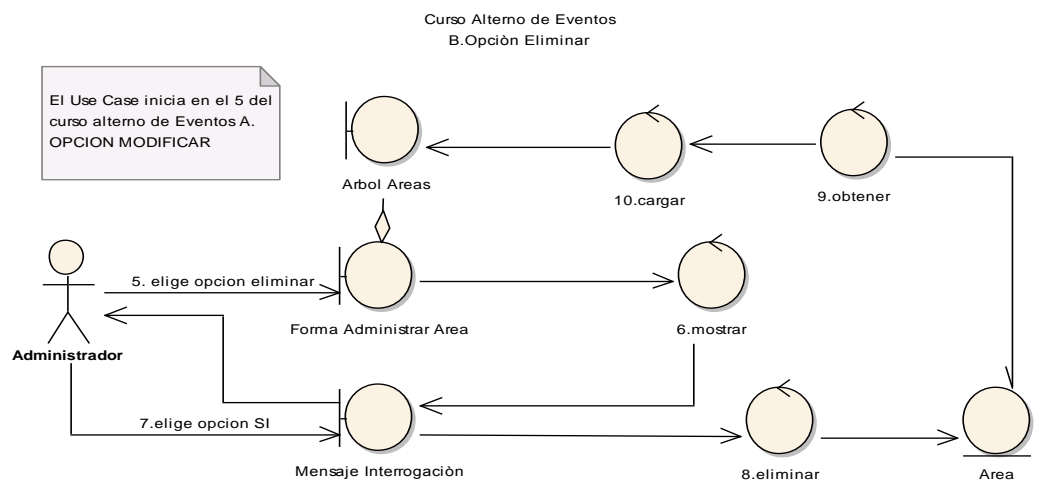 Curso Alterno de Eventos
B.Opciòn Eliminar
El Use Case inicia en el 5 del
curso alterno de Eventos A.
OPCION MODIFICAR
Arbol Areas
10.cargar
9.obtener
5. elige opcion eliminar
Forma Administrar Area
6.mostrar
Administrador
7.elige opcion SI
Mensaje Interrogaciòn
8.eliminar
Area